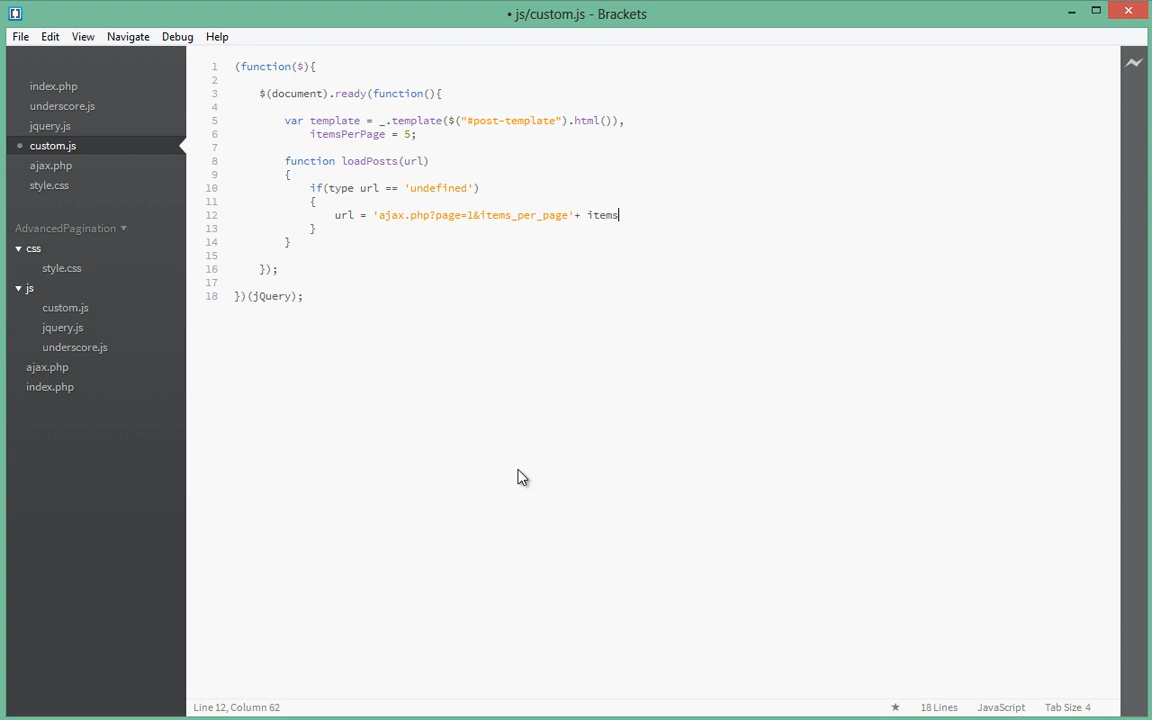 • js/custom.js - Brackets
File Edit View Navigate Debug Help
index.php
underscore.js
jquery.js
custom.js
ajax.php
style.css
AdvancedPagination
css
style.css
js
custom.js
jquery.js
underscore.js
ajax.php
index.php
1 (function($){
2
3 $(document).ready(function(){
4
5 var template = _.template($("#post-template").html()),
6 itemsPerPage = 5;
7
8 function loadPosts(url)
9 {
10 if(type url == 'undefined')
11 {
12 url = 'ajax.php?page=1&items_per_page'+ items
13 }
14 }
15
16 });
17
18 })(jQuery);
Line 12, Column 62
18 Lines JavaScript Tab Size 4